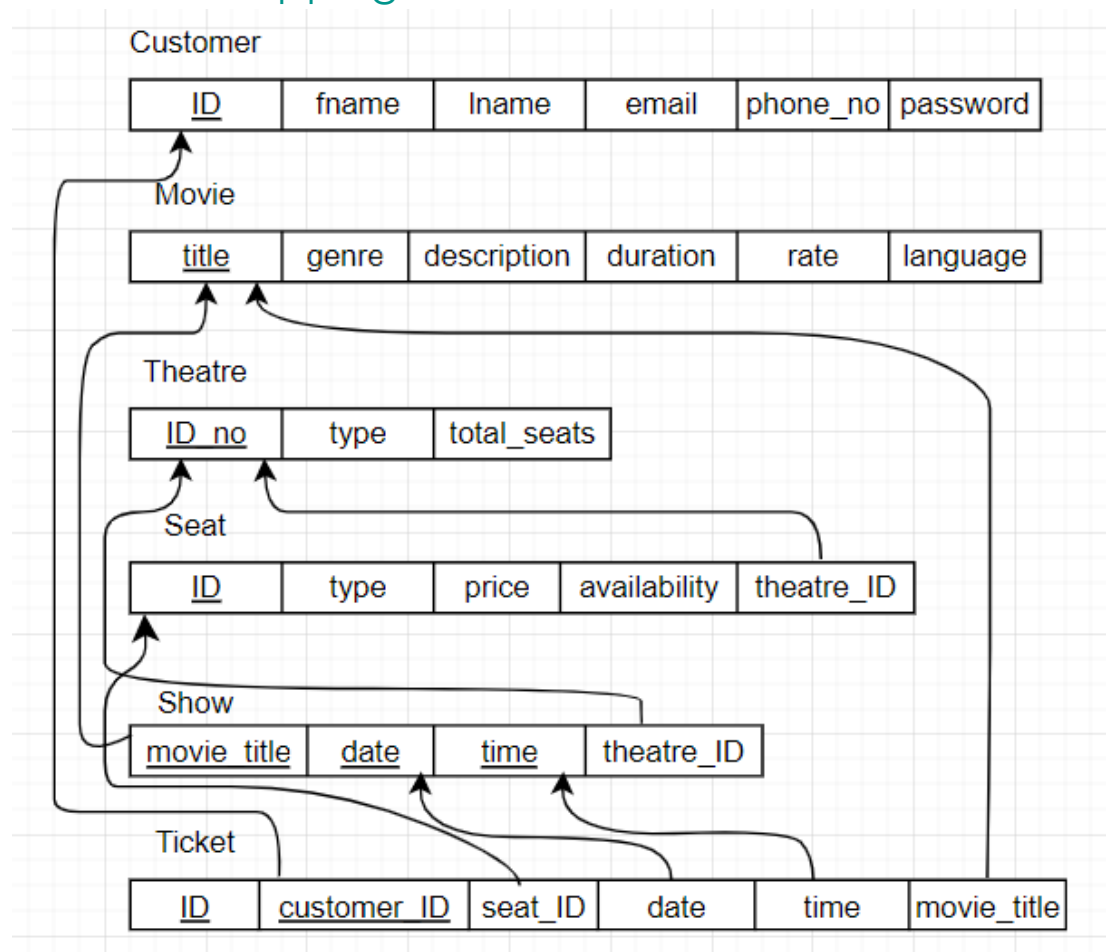 Customer
ID fname lname email phone_no password
Movie
title genre description duration rate language
Theatre
ID_no type total_seats
Seat
ID type price availability theatre_ID
Show
movie_title date time theatre_ID
Ticket
ID customer_ID seat_ID date time movie_title